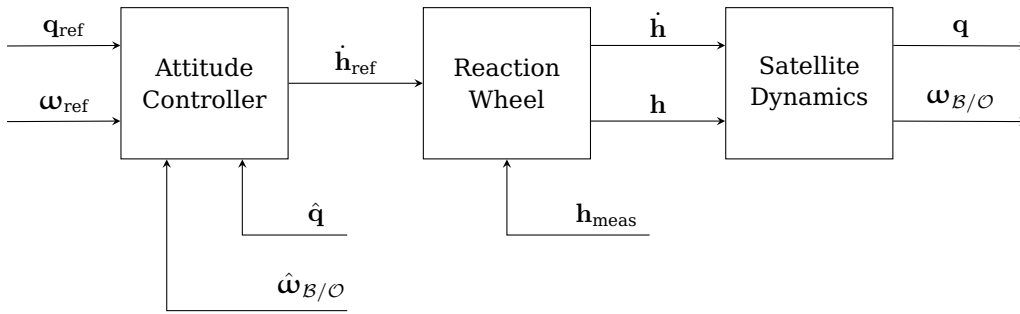 q_ref
ω_ref
Attitude
Controller
ḣ_ref
Reaction
Wheel
ḣ
h
Satellite
Dynamics
q
ω_B/O
q̂
ω̂_B/O
h_meas